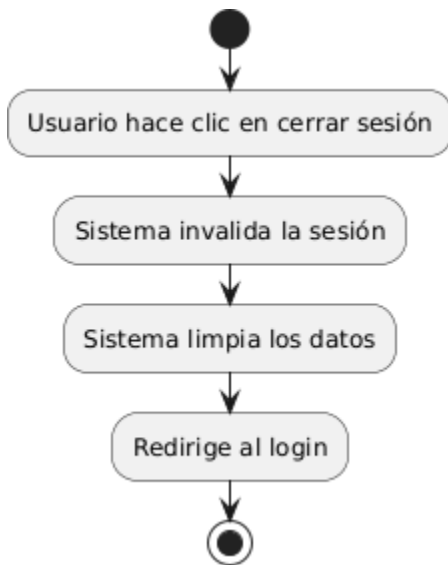 Usuario hace clic en cerrar sesión
Sistema invalida la sesión
Sistema limpia los datos
Redirige al login